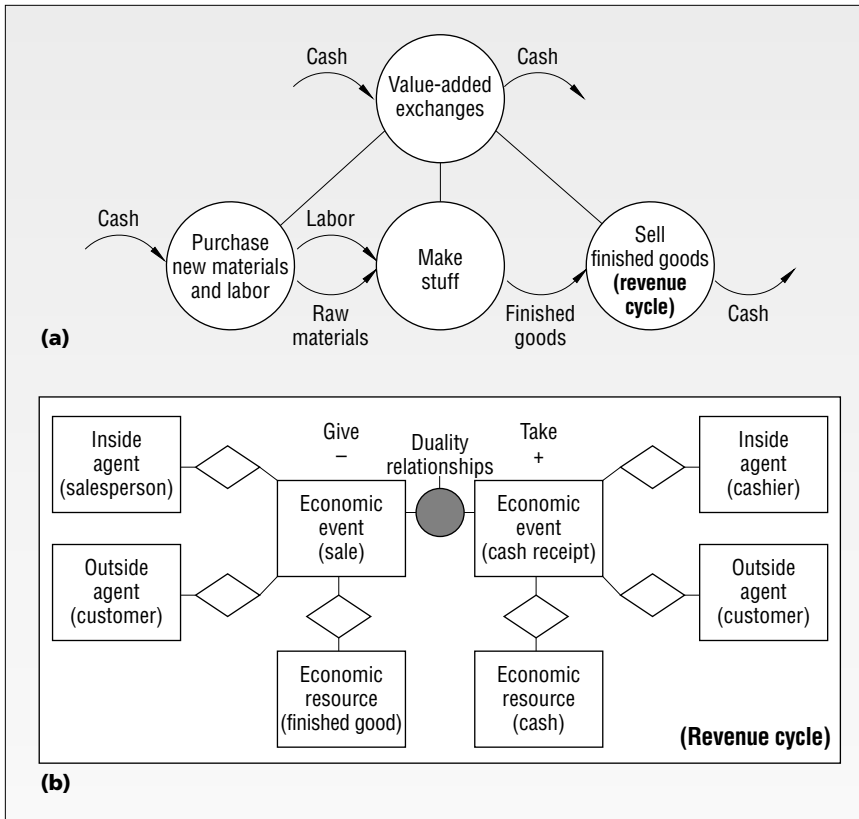 Cash
Cash
Value-added
exchanges
Cash
Labor
Purchase
new materials
and labor
Make
stuff
Sell
finished goods
(revenue
cycle)
Raw
materials
Finished
goods
Cash
(a)
Inside
agent
(salesperson)
Give
–
Duality
relationships
Take
+
Inside
agent
(cashier)
Economic
event
(sale)
Economic
event
(cash receipt)
Outside
agent
(customer)
Outside
agent
(customer)
Economic
resource
(finished good)
Economic
resource
(cash)
(Revenue cycle)
(b)